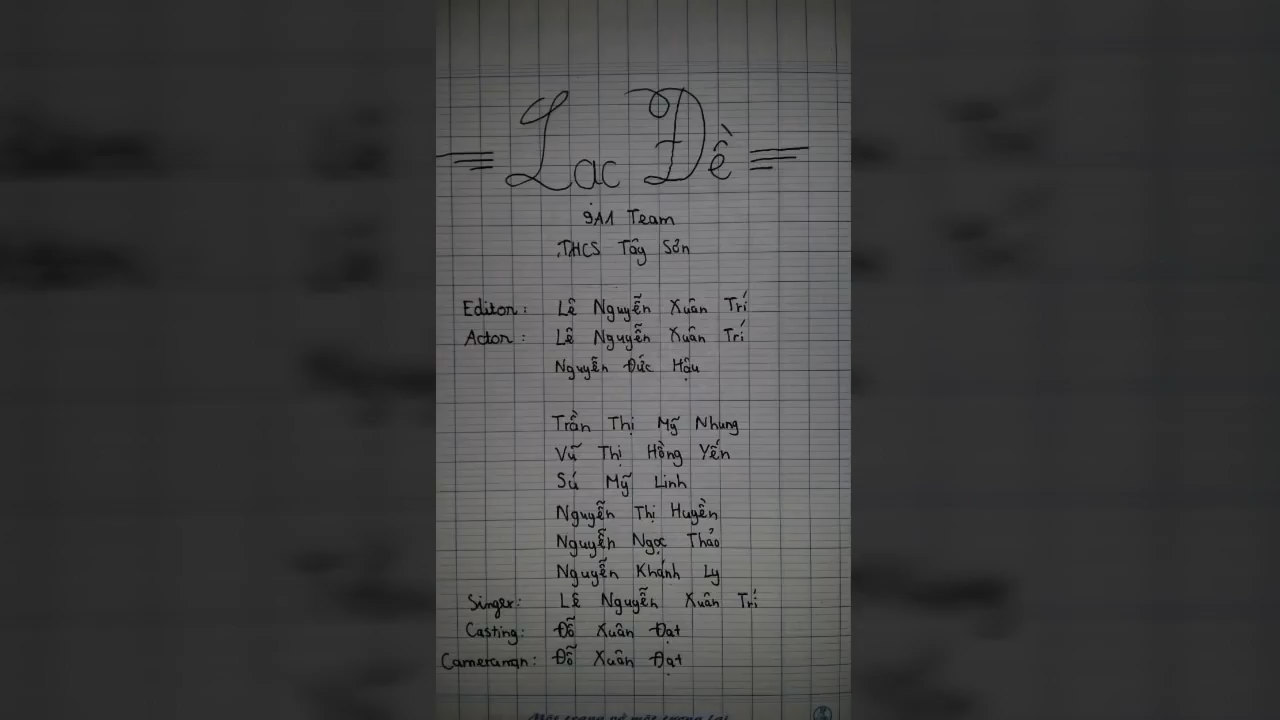 Lạc Đề
9A1 Team
THCS Tây Sơn
Editor: Lê Nguyễn Xuân Trí
Actor: Lê Nguyễn Xuân Trí
Nguyễn Đức Hậu
Trần Thị Mỹ Nhung
Vũ Thị Hồng Yến
Sú Mỹ Linh
Nguyễn Thị Huyền
Nguyễn Ngọc Thảo
Nguyễn Khánh Ly
Singer: Lê Nguyễn Xuân Trí
Casting: Đỗ Xuân Đạt
Cameraman: Đỗ Xuân Đạt